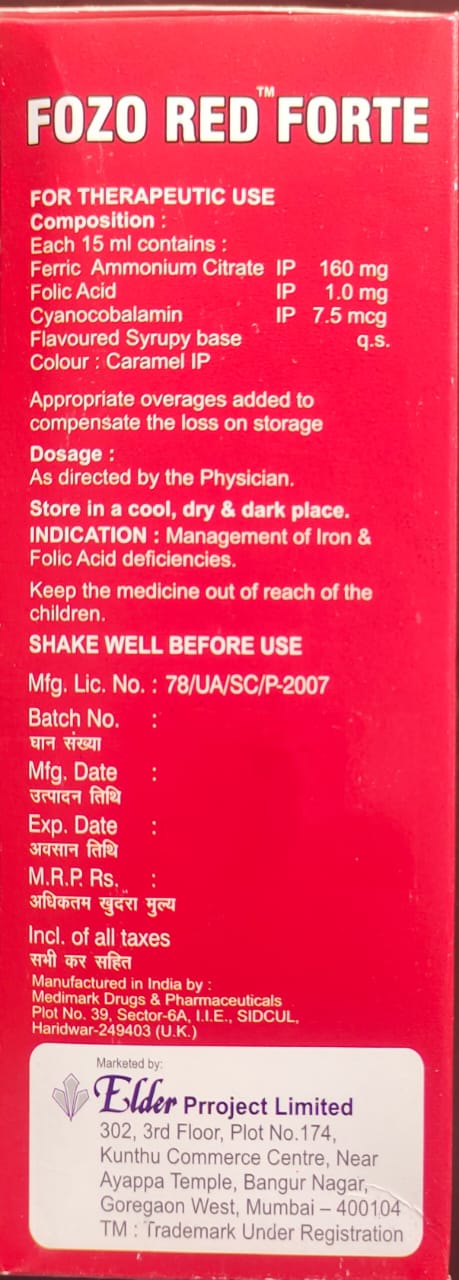 FOZO RED™ FORTE
FOR THERAPEUTIC USE
Composition :
Each 15 ml contains :
Ferric Ammonium Citrate IP 160 mg
Folic Acid IP 1.0 mg
Cyanocobalamin IP 7.5 mcg
Flavoured Syrupy base q.s.
Colour : Caramel IP
Appropriate overages added to
compensate the loss on storage
Dosage :
As directed by the Physician.
Store in a cool, dry & dark place.
INDICATION : Management of Iron &
Folic Acid deficiencies.
Keep the medicine out of reach of the
children.
SHAKE WELL BEFORE USE
Mfg. Lic. No. : 78/UA/SC/P-2007
Batch No. :
घान संख्या
Mfg. Date :
उत्पादन तिथि
Exp. Date :
अवसान तिथि
M.R.P. Rs. :
अधिकतम खुदरा मुल्य
Incl. of all taxes
सभी कर सहित
Manufactured in India by :
Medimark Drugs & Pharmaceuticals
Plot No. 39, Sector-6A, I.I.E., SIDCUL,
Haridwar-249403 (U.K.)
Marketed by:
Elder Prroject Limited
302, 3rd Floor, Plot No.174,
Kunthu Commerce Centre, Near
Ayappa Temple, Bangur Nagar,
Goregaon West, Mumbai – 400104
TM : Trademark Under Registration